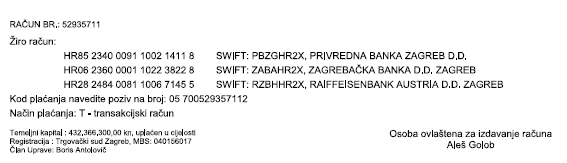 RAČUN BR.: 52935711
Žiro račun:
HR85 2340 0091 1002 1411 8 SWIFT: PBZGHR2X, PRIVREDNA BANKA ZAGREB D.D.
HR06 2360 0001 1022 3822 8 SWIFT: ZABAHR2X, ZAGREBAČKA BANKA D.D. ZAGREB
HR28 2484 0081 1006 7145 5 SWIFT: RZBHHR2X, RAIFFEISENBANK AUSTRIA D.D. ZAGREB
Kod plaćanja navedite poziv na broj: 05 700529357112
Način plaćanja: T - transakcijski račun
Temeljni kapital : 432,366,300,00 kn, uplaćen u cijelosti
Registracija : Trgovački sud Zagreb, MBS: 040156017
Član Uprave: Boris Antolovič
Osoba ovlaštena za izdavanje računa
Aleš Golob